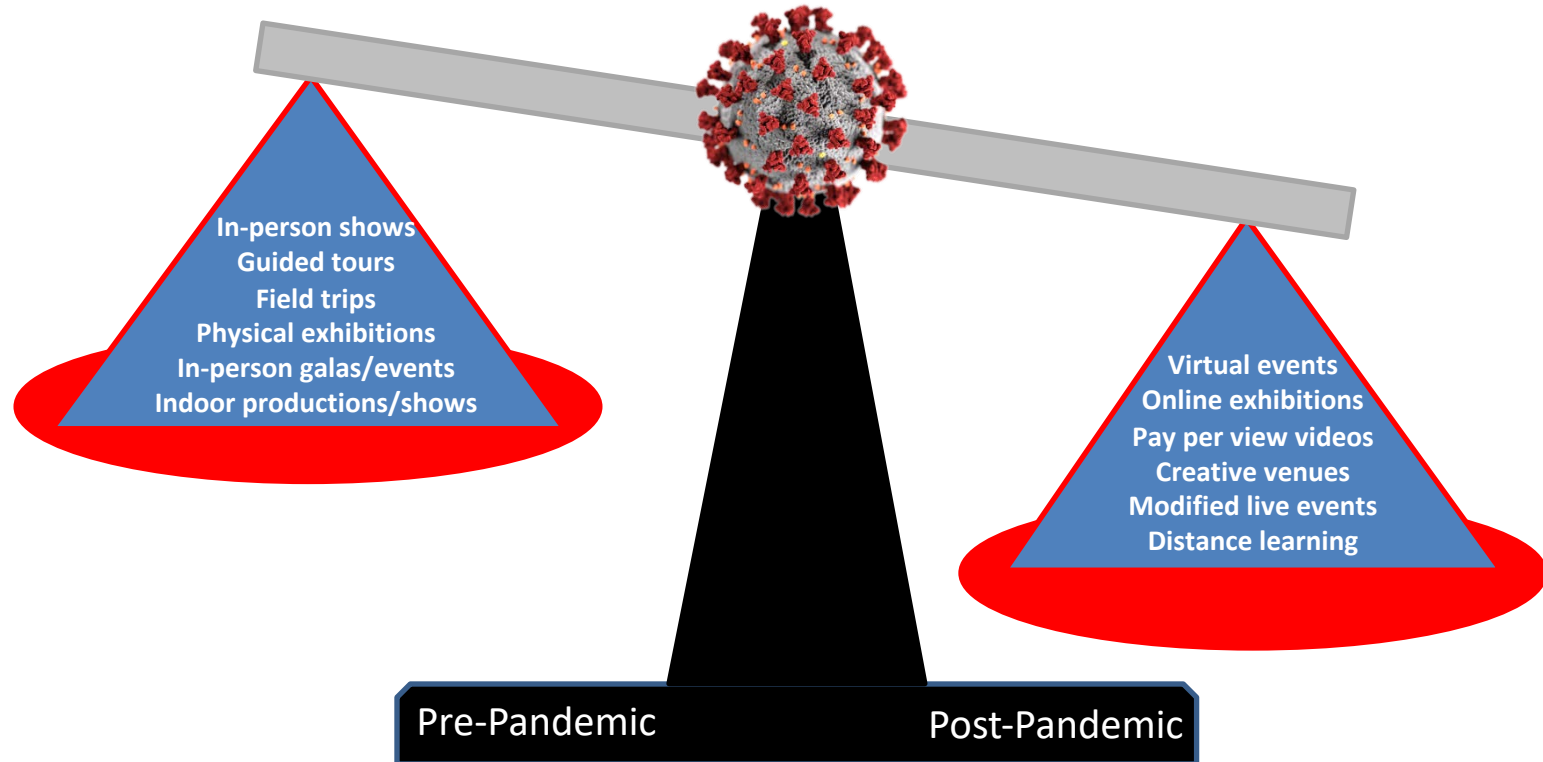 In-person shows
Guided tours
Field trips
Physical exhibitions
In-person galas/events
Indoor productions/shows
Virtual events
Online exhibitions
Pay per view videos
Creative venues
Modified live events
Distance learning
Pre-Pandemic
Post-Pandemic